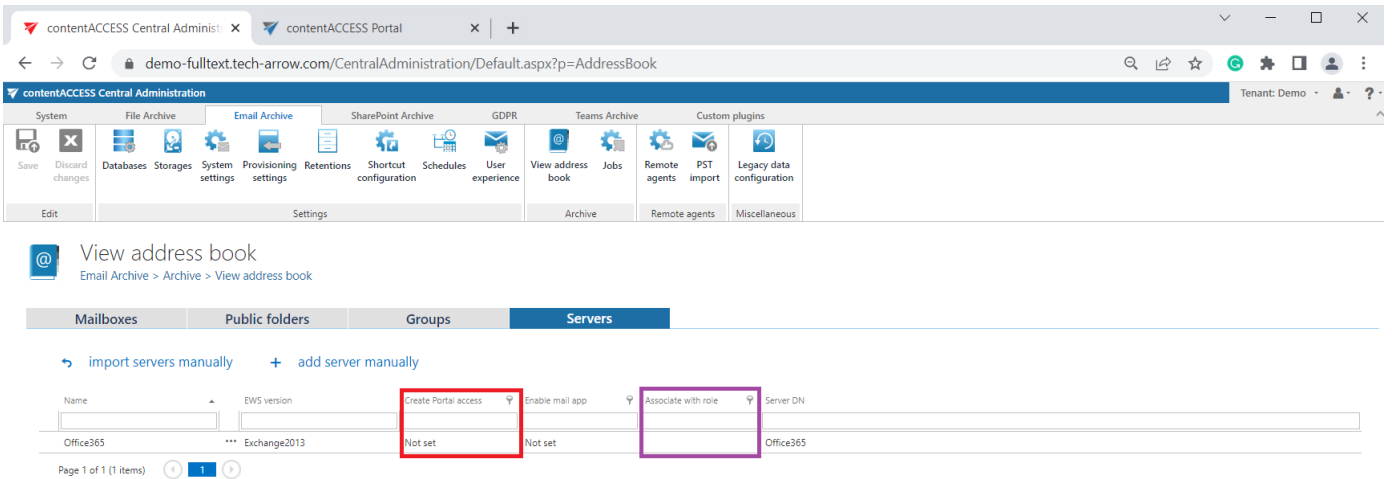 contentACCESS Central Administ
contentACCESS Portal
demo-fulltext.tech-arrow.com/CentralAdministration/Default.aspx?p=AddressBook
contentACCESS Central Administration
Tenant: Demo
System File Archive Email Archive SharePoint Archive GDPR Teams Archive Custom plugins
Save Discard changes Databases Storages System settings Provisioning settings Retentions Shortcut configuration Schedules User experience View address book Jobs Remote agents PST import Legacy data configuration
Edit Settings Archive Remote agents Miscellaneous
View address book
Email Archive > Archive > View address book
Mailboxes Public folders Groups Servers
import servers manually + add server manually
Name EWS version Create Portal access Enable mail app Associate with role Server DN
Office365 ••• Exchange2013 Not set Not set Office365
Page 1 of 1 (1 items) 1